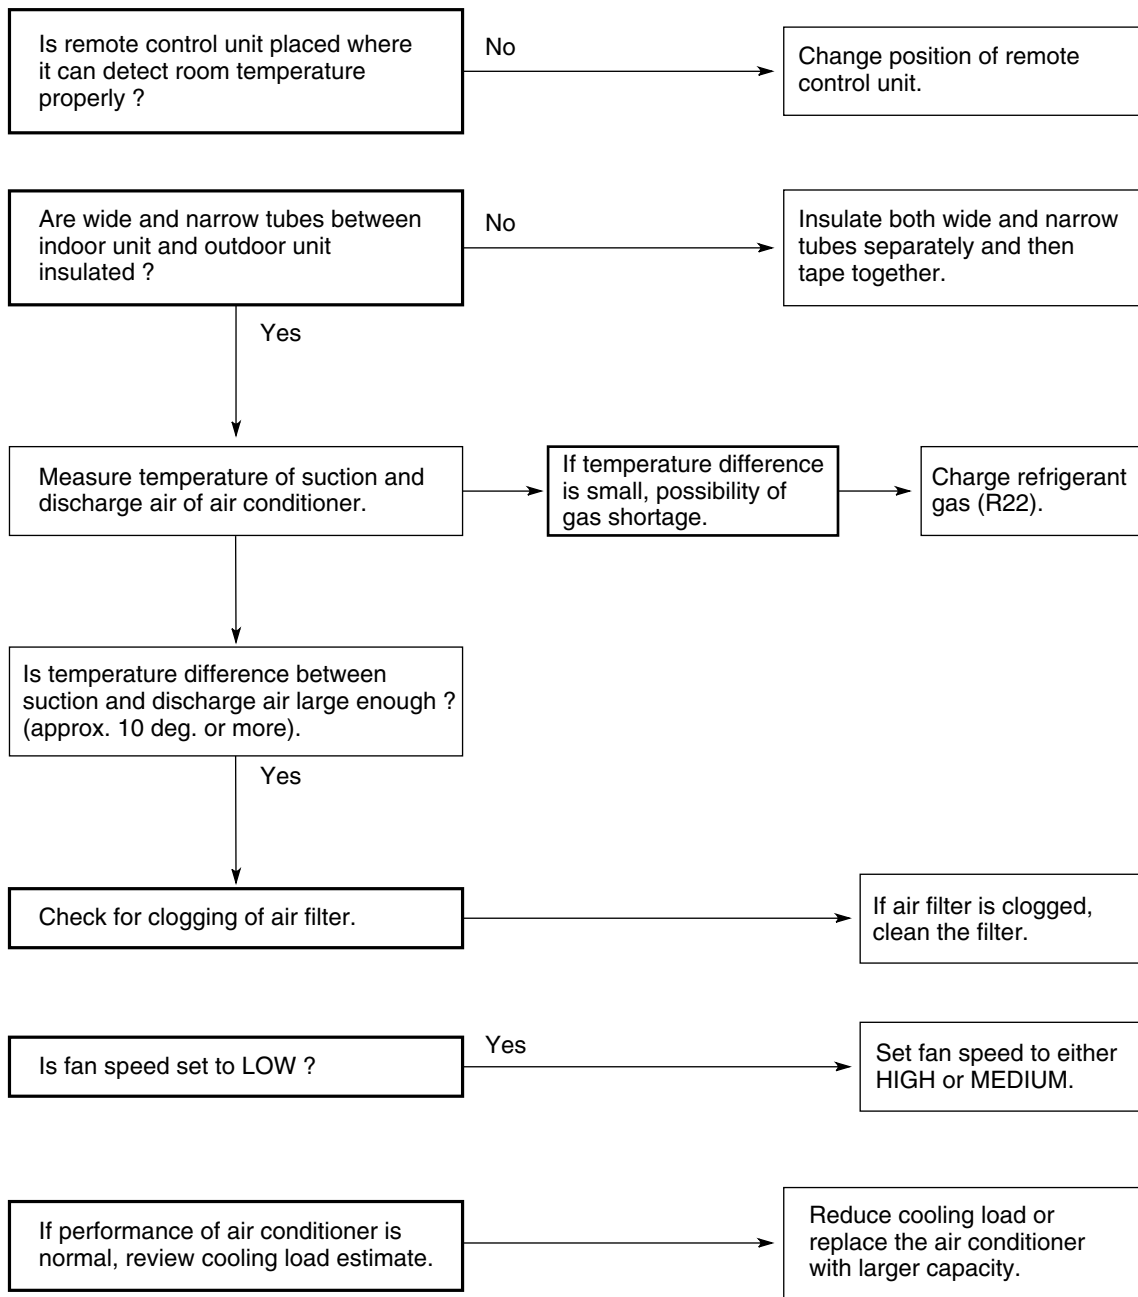 Is remote control unit placed where
it can detect room temperature
properly ?
No
Change position of remote
control unit.
Are wide and narrow tubes between
indoor unit and outdoor unit
insulated ?
No
Insulate both wide and narrow
tubes separately and then
tape together.
Yes
Measure temperature of suction and
discharge air of air conditioner.
If temperature difference
is small, possibility of
gas shortage.
Charge refrigerant
gas (R22).
Is temperature difference between
suction and discharge air large enough ?
(approx. 10 deg. or more).
Yes
Check for clogging of air filter.
If air filter is clogged,
clean the filter.
Is fan speed set to LOW ?
Yes
Set fan speed to either
HIGH or MEDIUM.
If performance of air conditioner is
normal, review cooling load estimate.
Reduce cooling load or
replace the air conditioner
with larger capacity.